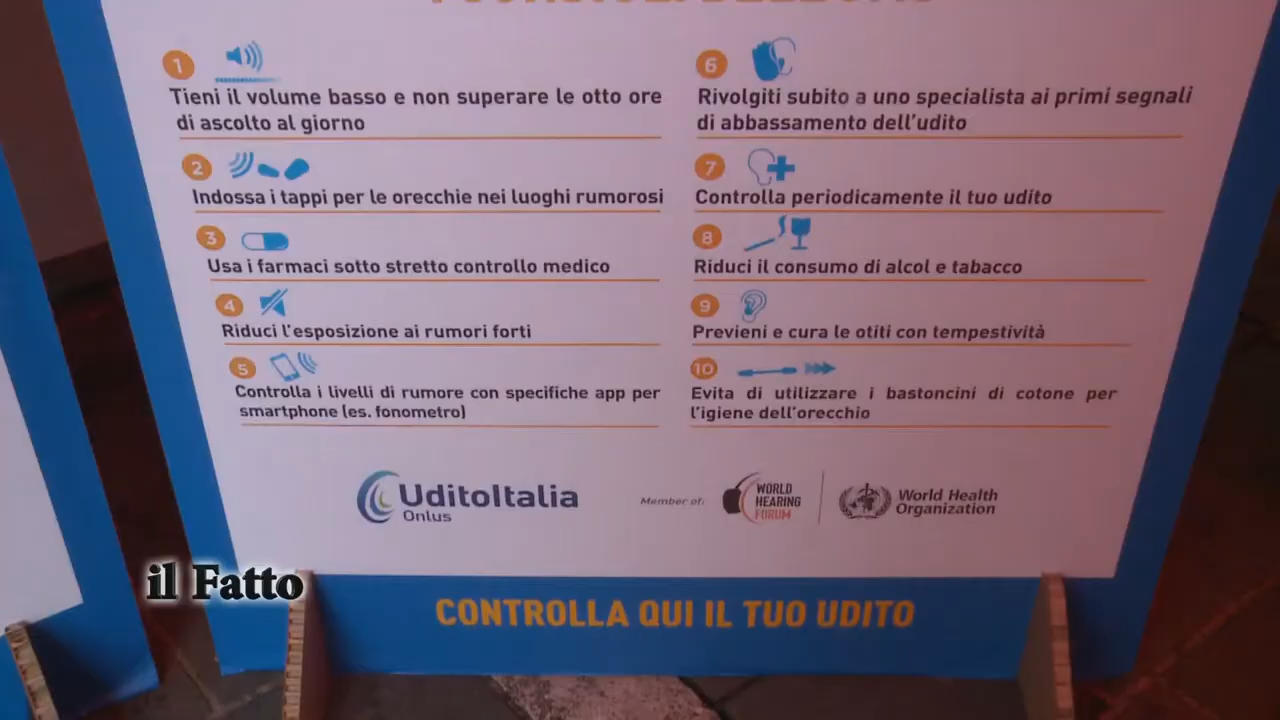 1
Tieni il volume basso e non superare le otto ore
di ascolto al giorno
2
Indossa i tappi per le orecchie nei luoghi rumorosi
3
Usa i farmaci sotto stretto controllo medico
4
Riduci l'esposizione ai rumori forti
5
Controlla i livelli di rumore con specifiche app per
smartphone (es. fonometro)
6
Rivolgiti subito a uno specialista ai primi segnali
di abbassamento dell'udito
7
Controlla periodicamente il tuo udito
8
Riduci il consumo di alcol e tabacco
9
Previeni e cura le otiti con tempestività
10
Evita di utilizzare i bastoncini di cotone per
l'igiene dell'orecchio
UditoItalia
Onlus
Member of:
WORLD
HEARING
FORUM
World Health
Organization
il Fatto
CONTROLLA QUI IL TUO UDITO